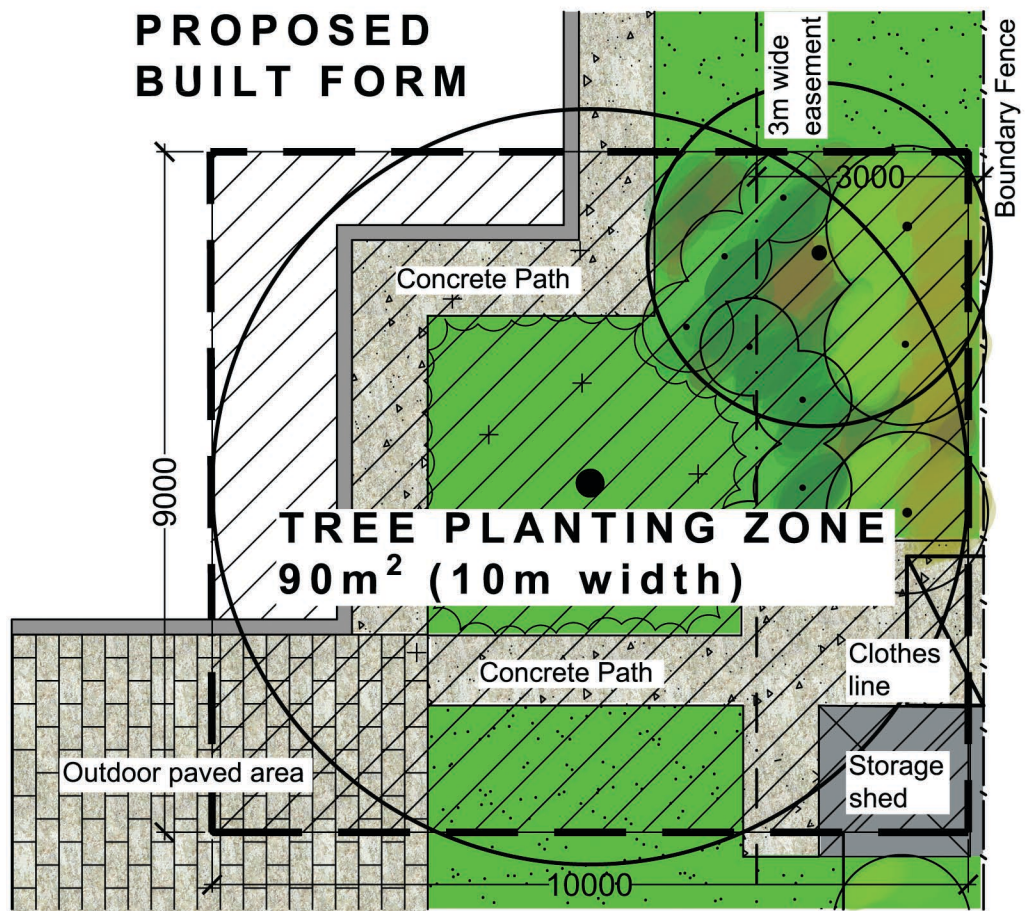 PROPOSED
BUILT FORM
3m wide
easement
Boundary Fence
3000
Concrete Path
9000
TREE PLANTING ZONE
90m² (10m width)
Concrete Path
Clothes
line
Outdoor paved area
Storage
shed
10000